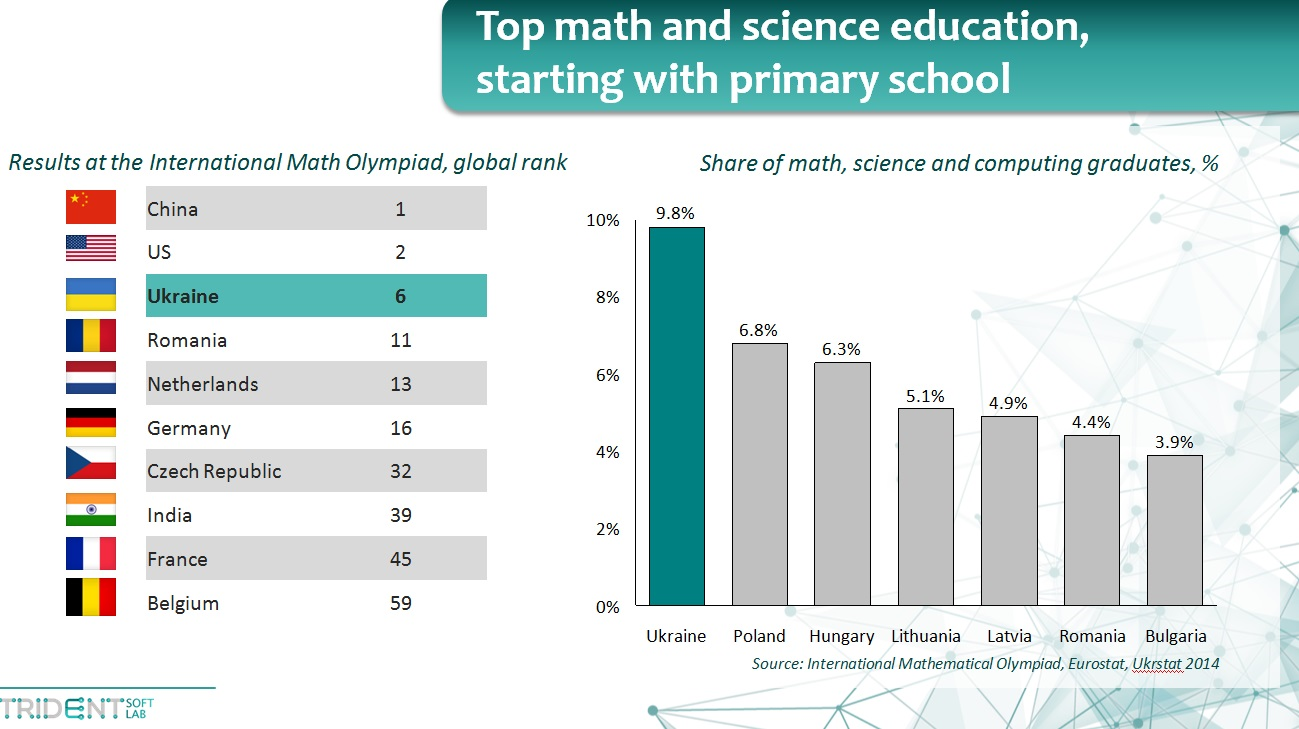 Top math and science education,
starting with primary school
Results at the International Math Olympiad, global rank
China 1
US 2
Ukraine 6
Romania 11
Netherlands 13
Germany 16
Czech Republic 32
India 39
France 45
Belgium 59
Share of math, science and computing graduates, %
10%
8%
6%
4%
2%
0%
9.8%
6.8%
6.3%
5.1%
4.9%
4.4%
3.9%
Ukraine Poland Hungary Lithuania Latvia Romania Bulgaria
Source: International Mathematical Olympiad, Eurostat, Ukrstat 2014
TRIDENT SOFT
LAB